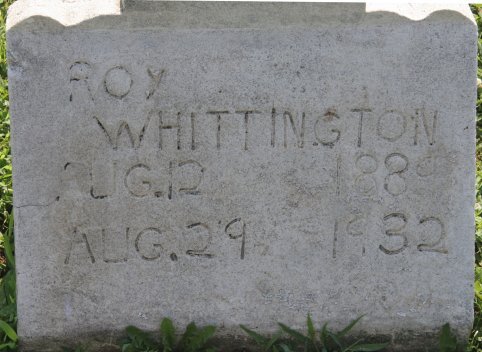 ROY
WHITTINGTON
AUG. 12 1889
AUG. 29 1932